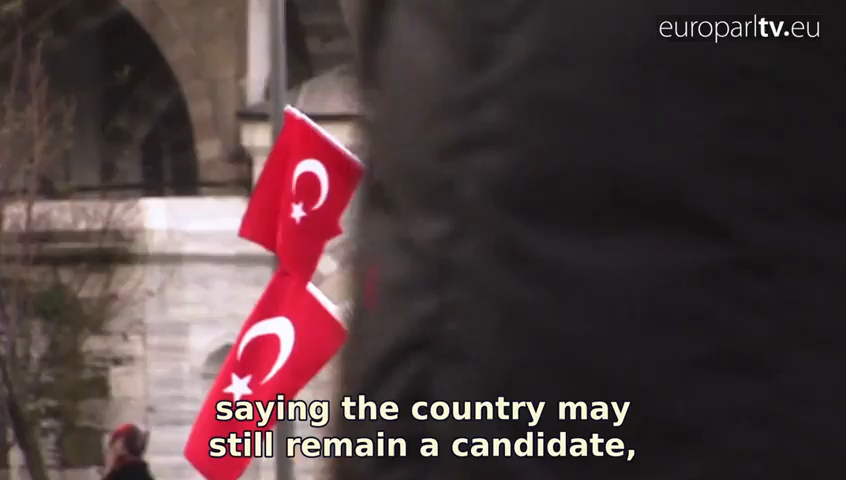 europarltv.eu
saying the country may
still remain a candidate,